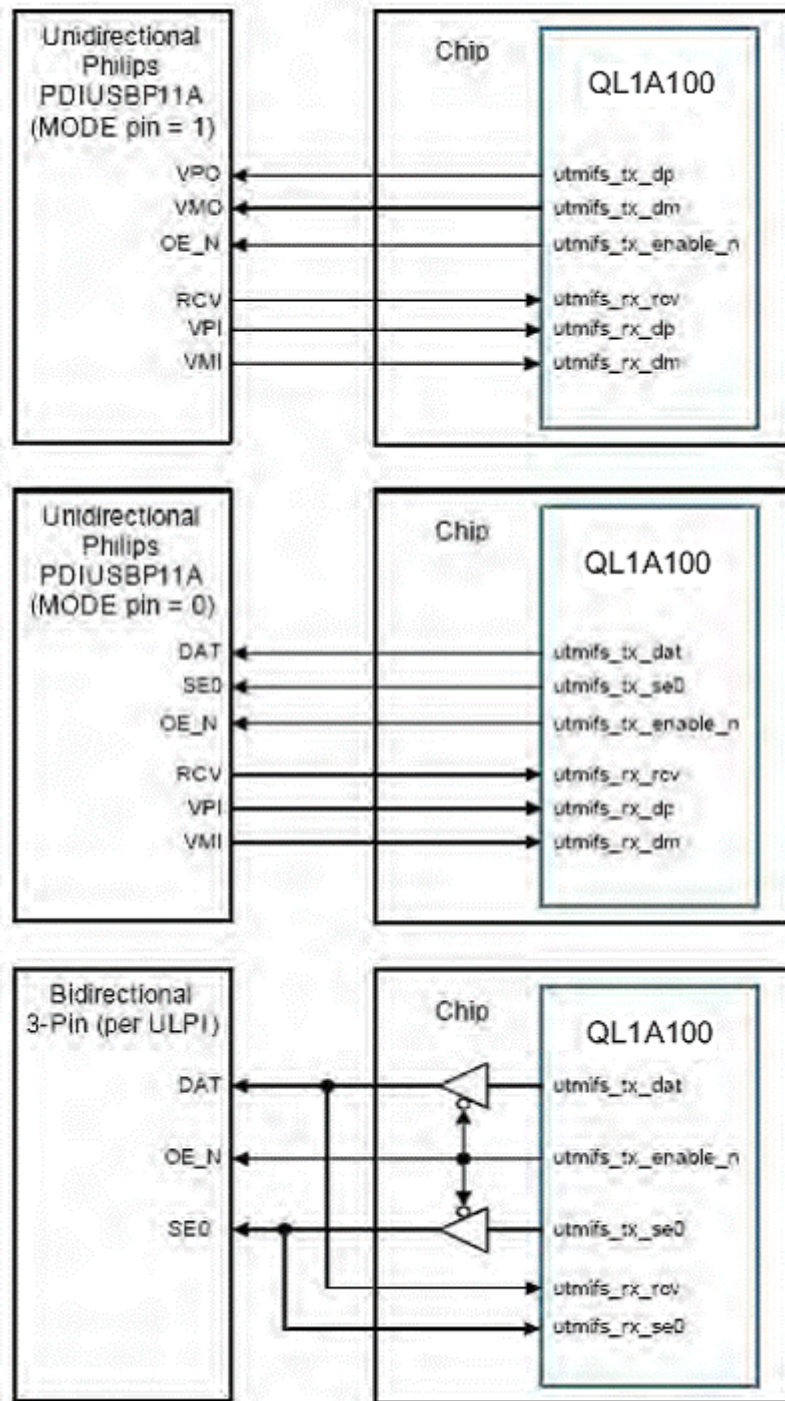 Unidirectional
Philips
PDIUSBP11A
(MODE pin = 1)
Chip
QL1A100
VPO
utmifs_tx_dp
VMO
utmifs_tx_dm
OE_N
utmifs_tx_enable_n
RCV
utmifs_rx_rcv
VPI
utmifs_rx_dp
VMI
utmifs_rx_dm
Unidirectional
Philips
PDIUSBP11A
(MODE pin = 0)
Chip
QL1A100
DAT
utmifs_tx_dat
SE0
utmifs_tx_se0
OE_N
utmifs_tx_enable_n
RCV
utmifs_rx_rcv
VPI
utmifs_rx_dp
VMI
utmifs_rx_dm
Bidirectional
3-Pin (per ULPI)
Chip
QL1A100
DAT
utmifs_tx_dat
OE_N
utmifs_tx_enable_n
SE0
utmifs_tx_se0
utmifs_rx_rcv
utmifs_rx_se0